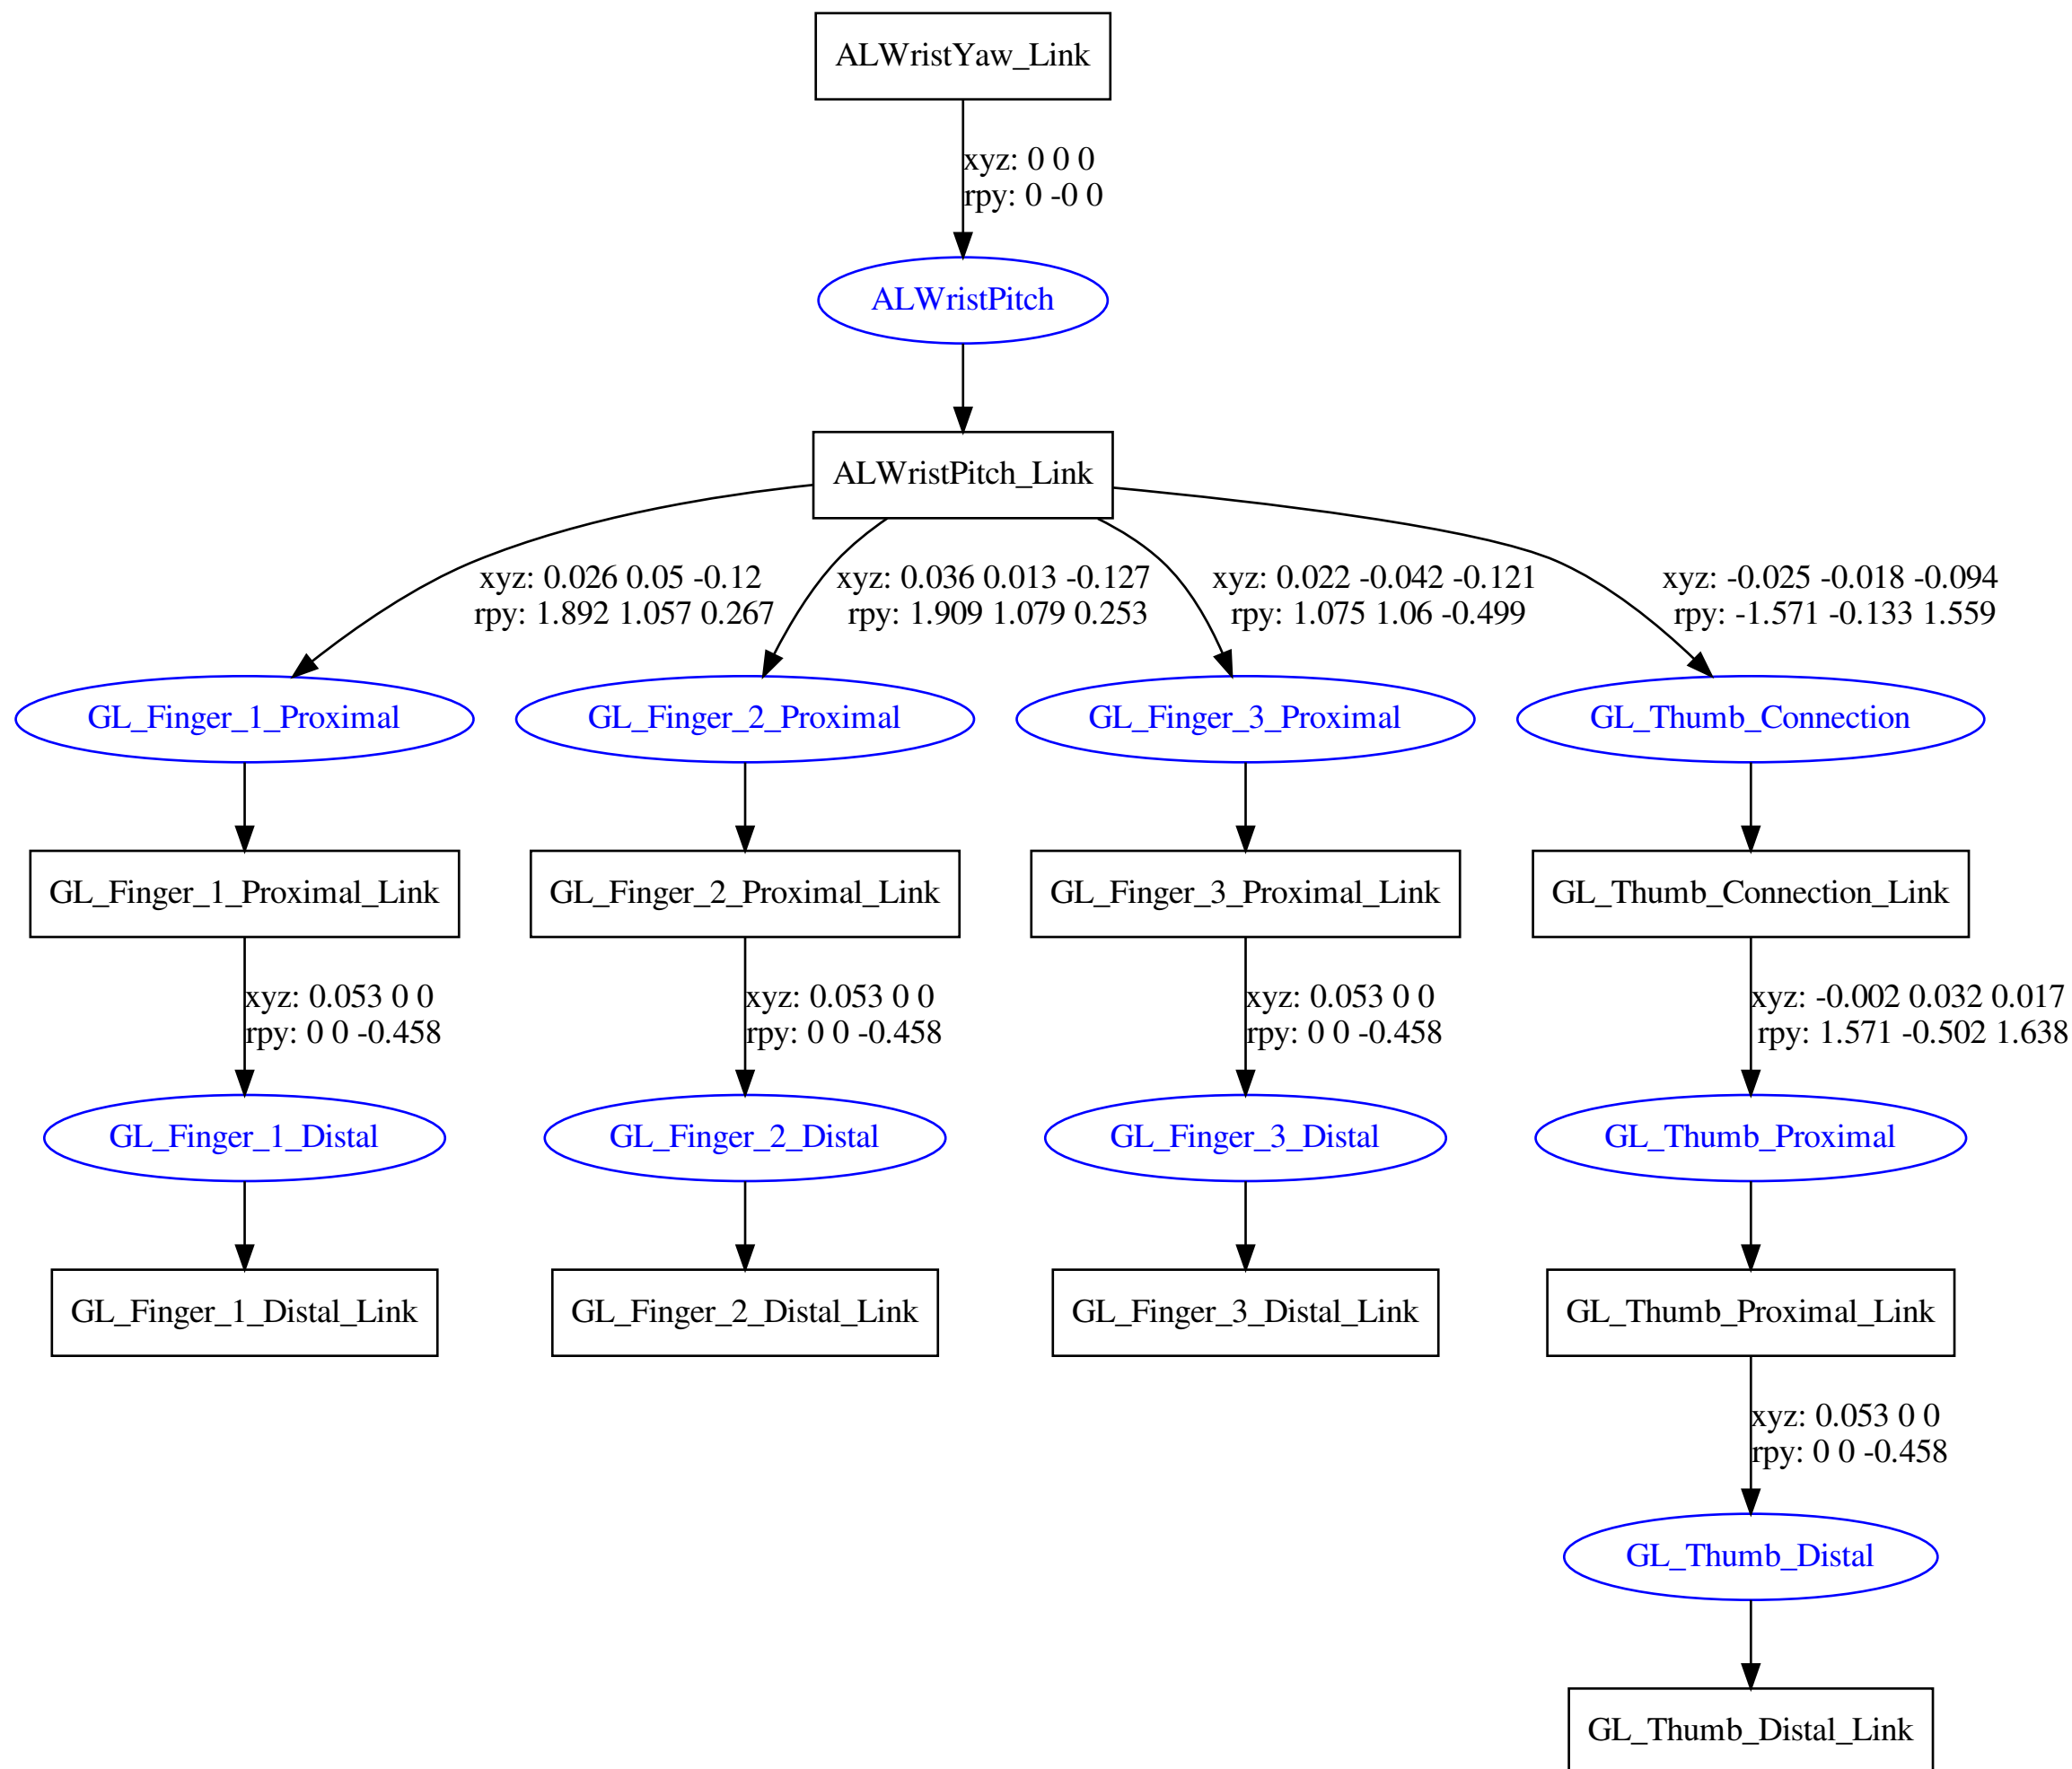 ALWristYaw_Link
xyz: 0 0 0
rpy: 0 -0 0
ALWristPitch
ALWristPitch_Link
xyz: 0.026 0.05 -0.12
rpy: 1.892 1.057 0.267
xyz: 0.036 0.013 -0.127
rpy: 1.909 1.079 0.253
xyz: 0.022 -0.042 -0.121
rpy: 1.075 1.06 -0.499
xyz: -0.025 -0.018 -0.094
rpy: -1.571 -0.133 1.559
GL_Finger_1_Proximal
GL_Finger_2_Proximal
GL_Finger_3_Proximal
GL_Thumb_Connection
GL_Finger_1_Proximal_Link
GL_Finger_2_Proximal_Link
GL_Finger_3_Proximal_Link
GL_Thumb_Connection_Link
xyz: 0.053 0 0
rpy: 0 0 -0.458
xyz: 0.053 0 0
rpy: 0 0 -0.458
xyz: 0.053 0 0
rpy: 0 0 -0.458
xyz: -0.002 0.032 0.017
rpy: 1.571 -0.502 1.638
GL_Finger_1_Distal
GL_Finger_2_Distal
GL_Finger_3_Distal
GL_Thumb_Proximal
GL_Finger_1_Distal_Link
GL_Finger_2_Distal_Link
GL_Finger_3_Distal_Link
GL_Thumb_Proximal_Link
xyz: 0.053 0 0
rpy: 0 0 -0.458
GL_Thumb_Distal
GL_Thumb_Distal_Link